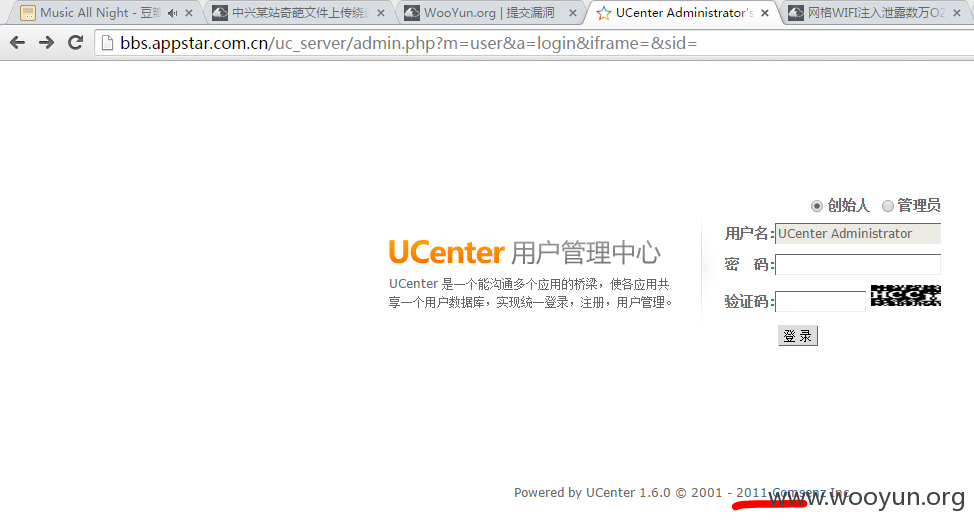 Music All Night - 豆瓣
中兴某站奇葩文件上传绕过
WooYun.org | 提交漏洞
UCenter Administrator's
网格WIFI注入泄露数万O2
bbs.appstar.com.cn/uc_server/admin.php?m=user&a=login&iframe=&sid=
创始人 管理员
用户名: UCenter Administrator
UCenter 用户管理中心
密 码:
UCenter 是一个能沟通多个应用的桥梁，使各应用共
享一个用户数据库，实现统一登录，注册，用户管理。
验证码:
登 录
Powered by UCenter 1.6.0 © 2001 - 2011 Comsenz Inc.
www.wooyun.org